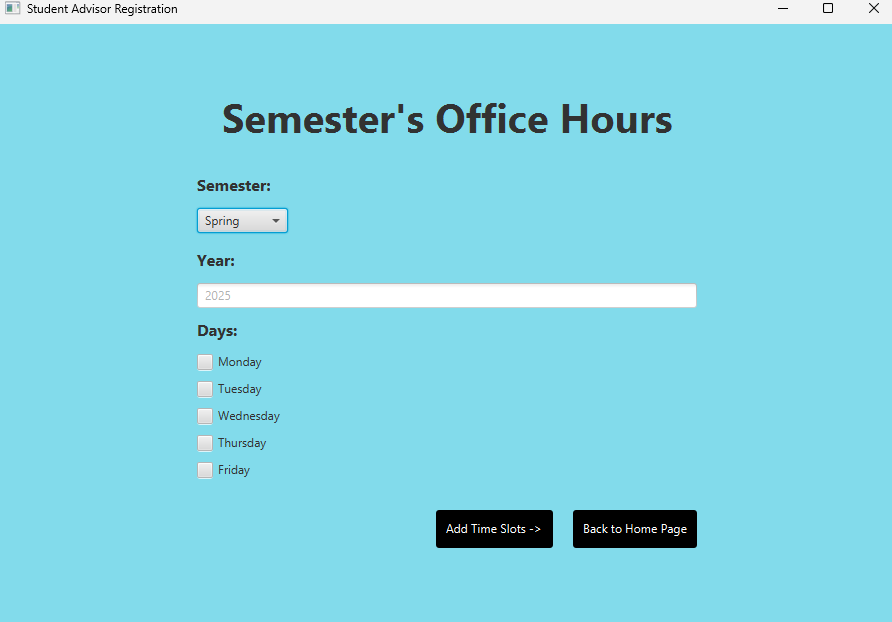 Student Advisor Registration
Semester's Office Hours
Semester:
Spring
Year:
2025
Days:
Monday
Tuesday
Wednesday
Thursday
Friday
Add Time Slots -> Back to Home Page